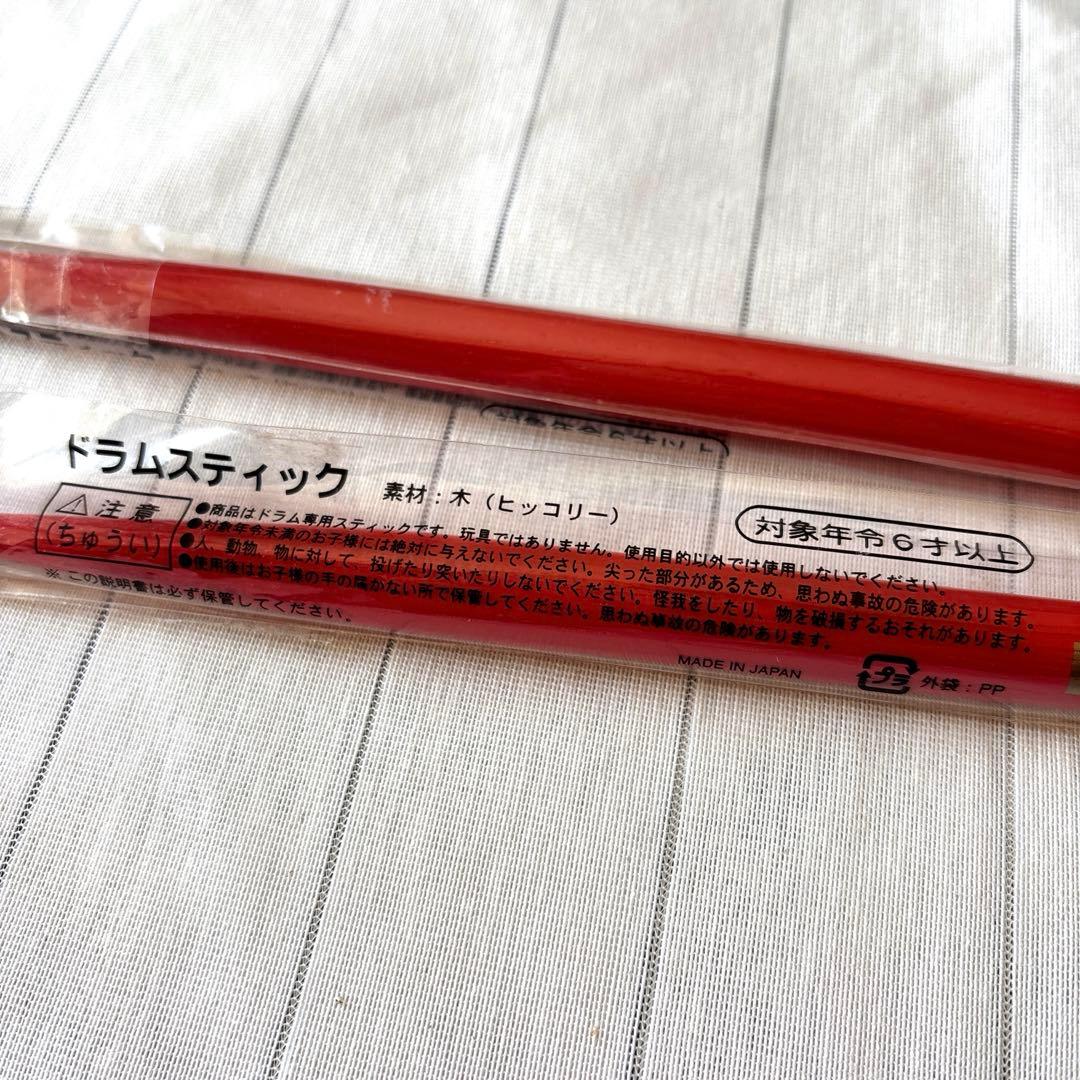 ドラムスティック 素材：木（ヒッコリー）
対象年令6才以上
⚠注意
(ちゅうい)
●商品はドラム専用スティックです。玩具ではありません。使用目的以外では使用しないでください。
●対象年令未満のお子様には絶対に与えないでください。尖った部分があるため、思わぬ事故の危険があります。
●人、動物、物に対して、投げたり突いたりしないでください。怪我をしたり、物を破損するおそれがあります。
●使用後はお子様の手の届かない所で保管してください。思わぬ事故の危険があります。
※ この説明書は必ず保管してください。
MADE IN JAPAN
プラ 外袋：PP